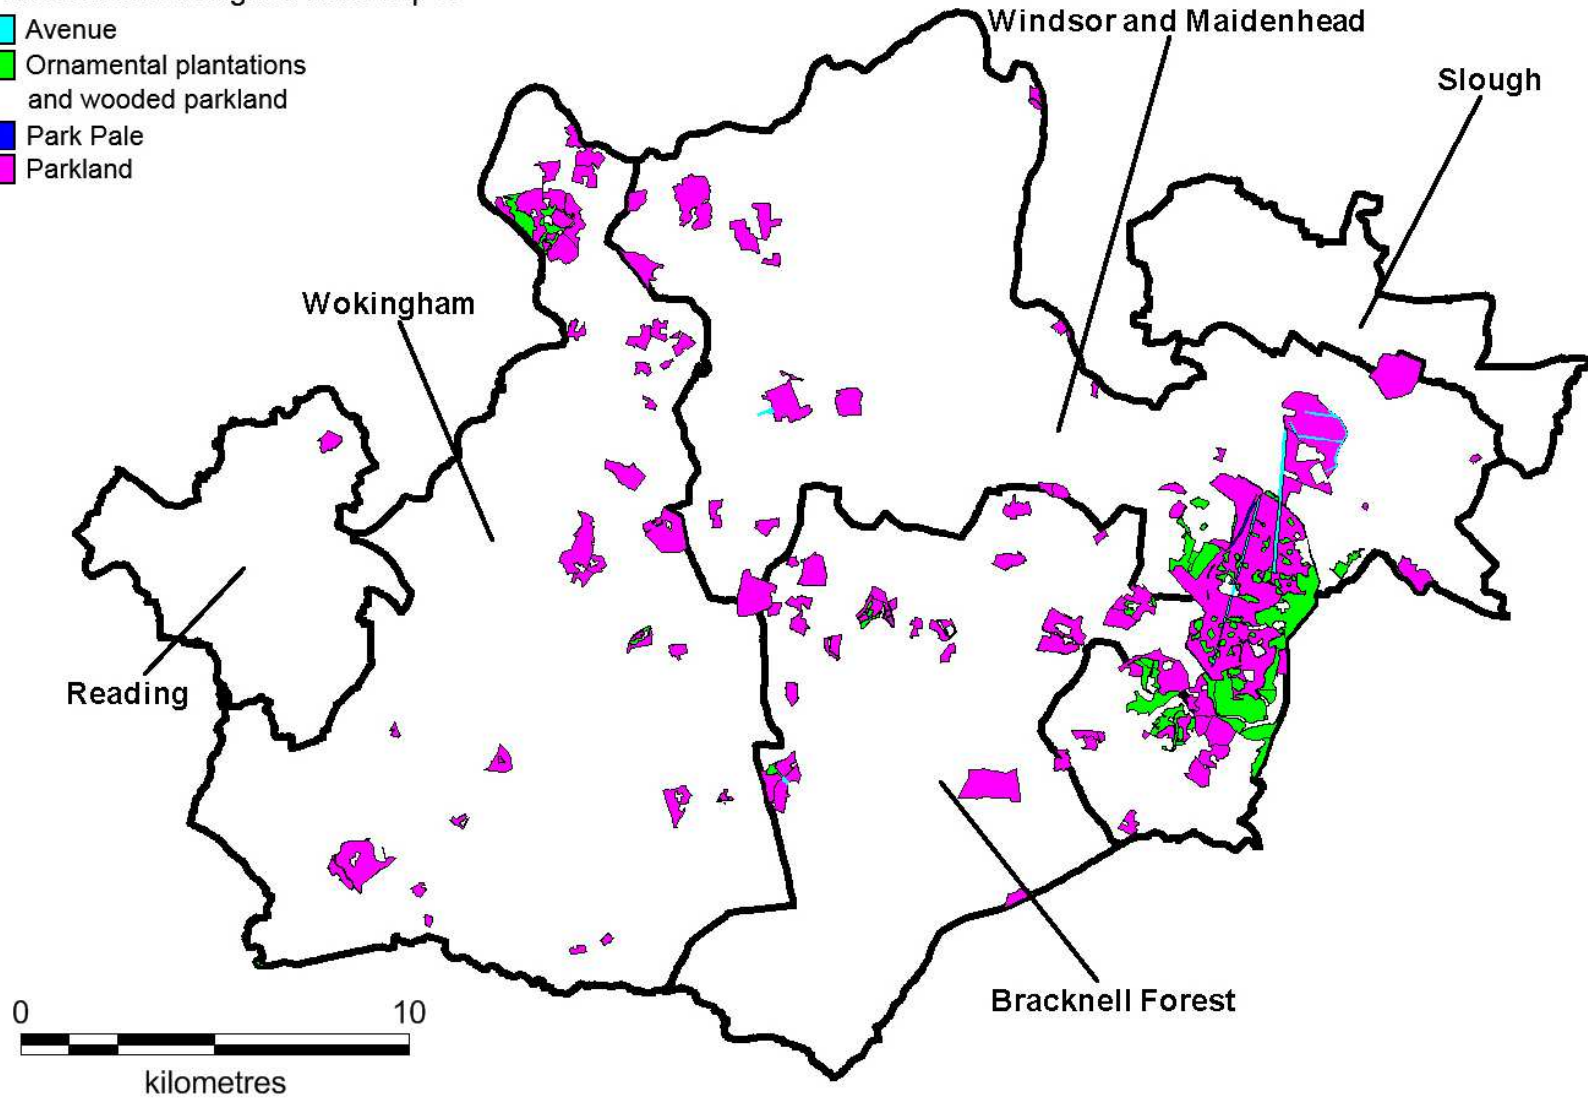 Avenue
Ornamental plantations
and wooded parkland
Park Pale
Parkland
Windsor and Maidenhead
Slough
Wokingham
Reading
Bracknell Forest
0 10
kilometres